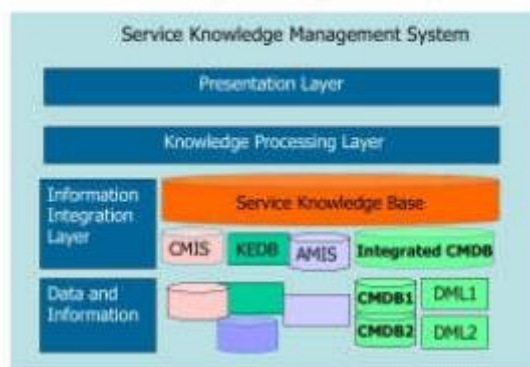 Service Knowledge Management System
Presentation Layer
Knowledge Processing Layer
Information
Integration
Layer
Service Knowledge Base
CMIS
KEDB
AMIS
Integrated CMDB
Data and
Information
CMDB1
DML1
CMDB2
DML2